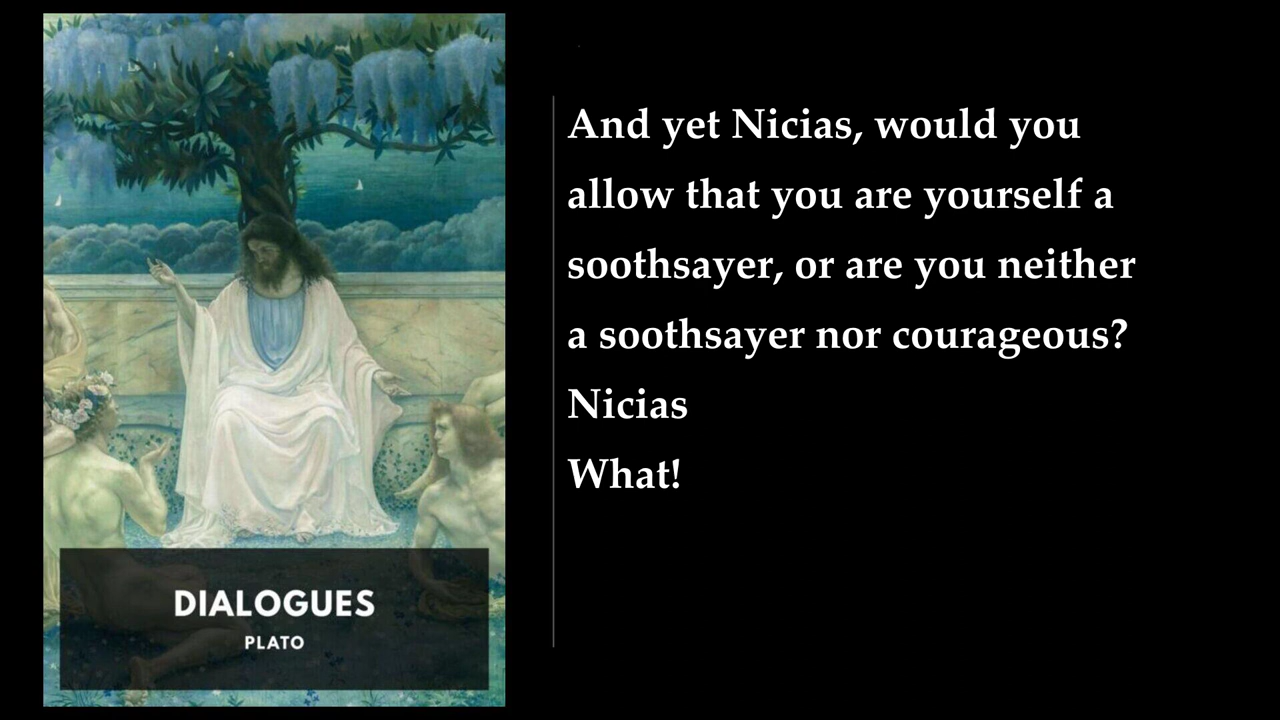 And yet Nicias, would you
allow that you are yourself a
soothsayer, or are you neither
a soothsayer nor courageous?
Nicias
What!
DIALOGUES
PLATO